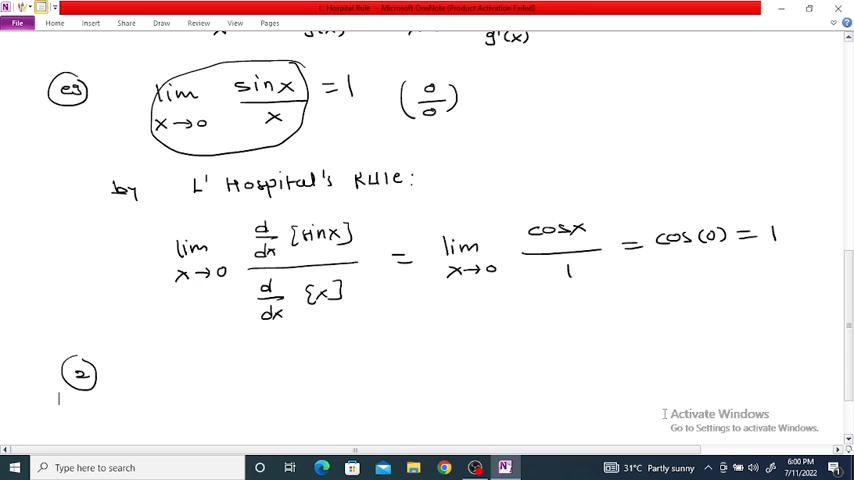 L' Hospital Rule - Microsoft OneNote (Product Activation Failed)
File Home Insert Share Draw Review View Pages
g'(x)
eg lim x→0 sinx/x = 1 (0/0)
by L' Hospital's Rule:
lim x→0 d/dx {sinx} / d/dx {x} = lim x→0 cosx/1 = cos(0) = 1
2
Activate Windows
Go to Settings to activate Windows.
Type here to search
31°C Partly sunny
6:00 PM
7/11/2022